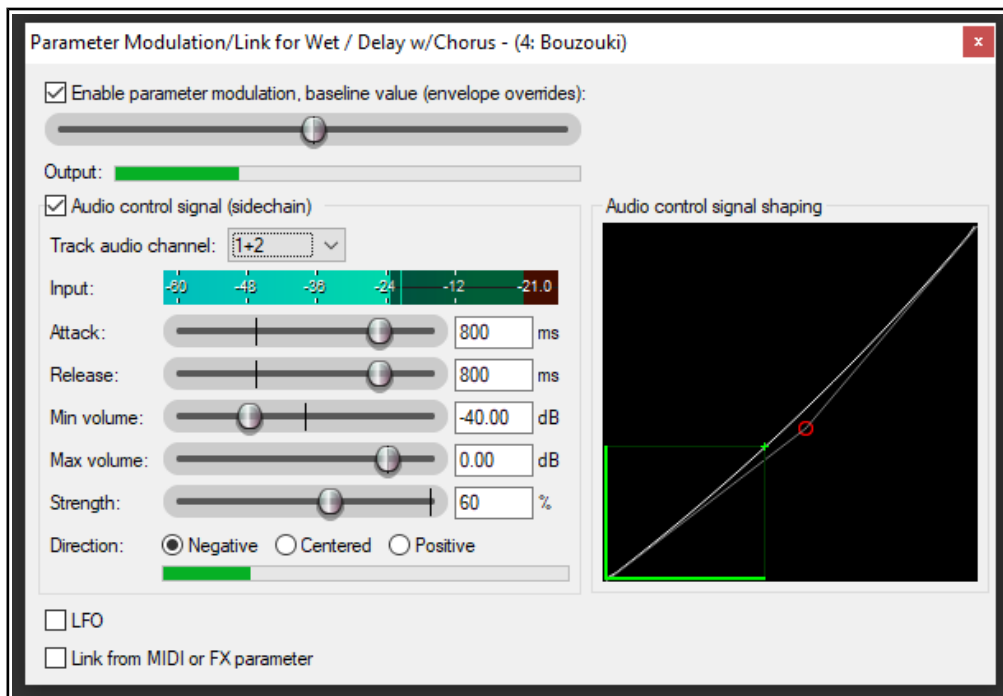 Parameter Modulation/Link for Wet / Delay w/Chorus - (4: Bouzouki)
x
Enable parameter modulation, baseline value (envelope overrides):
Output:
Audio control signal (sidechain)
Audio control signal shaping
Track audio channel: 1+2
Input: -60 -48 -36 -24 -12 -21.0
Attack: 800 ms
Release: 800 ms
Min volume: -40.00 dB
Max volume: 0.00 dB
Strength: 60 %
Direction: Negative Centered Positive
LFO
Link from MIDI or FX parameter